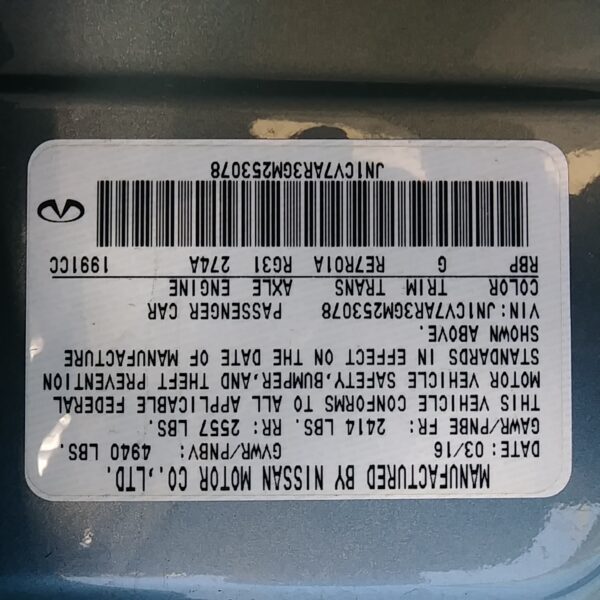 MANUFACTURED BY NISSAN MOTOR CO.,LTD.
DATE: 03/16 GVWR/PNBV: 4940 LBS.
GAWR/PNBE FR: 2414 LBS. RR: 2557 LBS.
THIS VEHICLE CONFORMS TO ALL APPLICABLE FEDERAL
MOTOR VEHICLE SAFETY,BUMPER,AND THEFT PREVENTION
STANDARDS IN EFFECT ON THE DATE OF MANUFACTURE
SHOWN ABOVE.
VIN:JN1CV7AR3GM253078 PASSENGER CAR
COLOR TRIM TRANS AXLE ENGINE
RBP G RE7R01A RG31 274A 1991CC
JN1CV7AR3GM253078